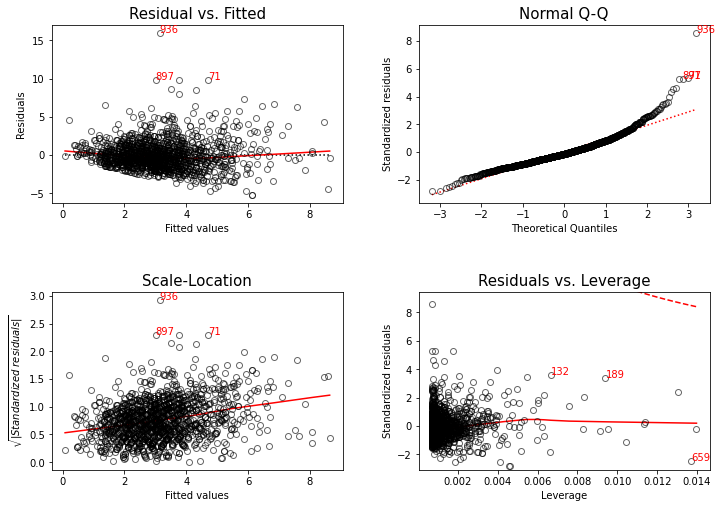 Residual vs. Fitted
Residuals
15
10
5
0
−5
936
897
71
0 2 4 6 8
Fitted values
Normal Q-Q
Standardized residuals
8
6
4
2
0
−2
936
71
−3 −2 −1 0 1 2 3
Theoretical Quantiles
Scale-Location
√|Standardized residuals|
3.0
2.5
2.0
1.5
1.0
0.5
0.0
936
897
71
0 2 4 6 8
Fitted values
Residuals vs. Leverage
Standardized residuals
8
6
4
2
0
−2
132
189
659
0.002 0.004 0.006 0.008 0.010 0.012 0.014
Leverage